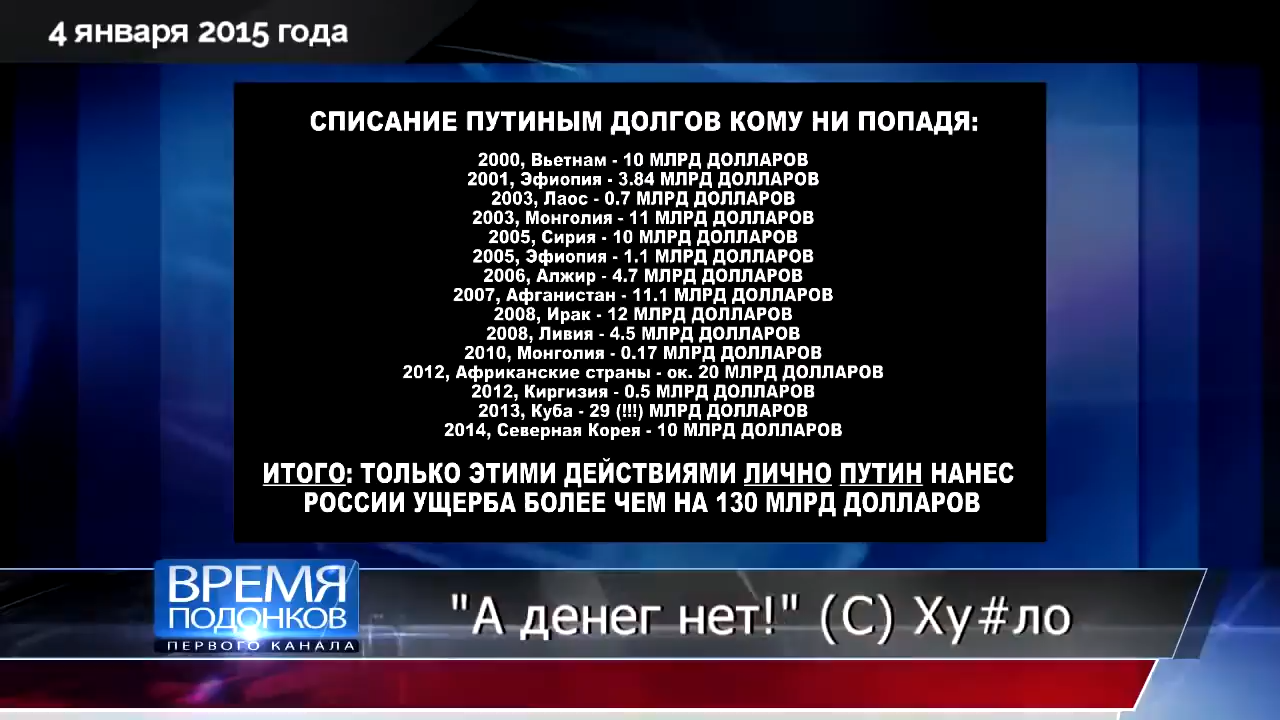 4 января 2015 года
СПИСАНИЕ ПУТИНЫМ ДОЛГОВ КОМУ НИ ПОПАДЯ:
2000, Вьетнам - 10 МЛРД ДОЛЛАРОВ
2001, Эфиопия - 3.84 МЛРД ДОЛЛАРОВ
2003, Лаос - 0.7 МЛРД ДОЛЛАРОВ
2003, Монголия - 11 МЛРД ДОЛЛАРОВ
2005, Сирия - 10 МЛРД ДОЛЛАРОВ
2005, Эфиопия - 1.1 МЛРД ДОЛЛАРОВ
2006, Алжир - 4.7 МЛРД ДОЛЛАРОВ
2007, Афганистан - 11.1 МЛРД ДОЛЛАРОВ
2008, Ирак - 12 МЛРД ДОЛЛАРОВ
2008, Ливия - 4.5 МЛРД ДОЛЛАРОВ
2010, Монголия - 0.17 МЛРД ДОЛЛАРОВ
2012, Африканские страны - ок. 20 МЛРД ДОЛЛАРОВ
2012, Киргизия - 0.5 МЛРД ДОЛЛАРОВ
2013, Куба - 29 (!!!) МЛРД ДОЛЛАРОВ
2014, Северная Корея - 10 МЛРД ДОЛЛАРОВ
ИТОГО: ТОЛЬКО ЭТИМИ ДЕЙСТВИЯМИ ЛИЧНО ПУТИН НАНЕС
РОССИИ УЩЕРБА БОЛЕЕ ЧЕМ НА 130 МЛРД ДОЛЛАРОВ
ВРЕМЯ
ПОДОНКОВ
ПЕРВОГО КАНАЛА
"А денег нет!" (С) Ху#ло